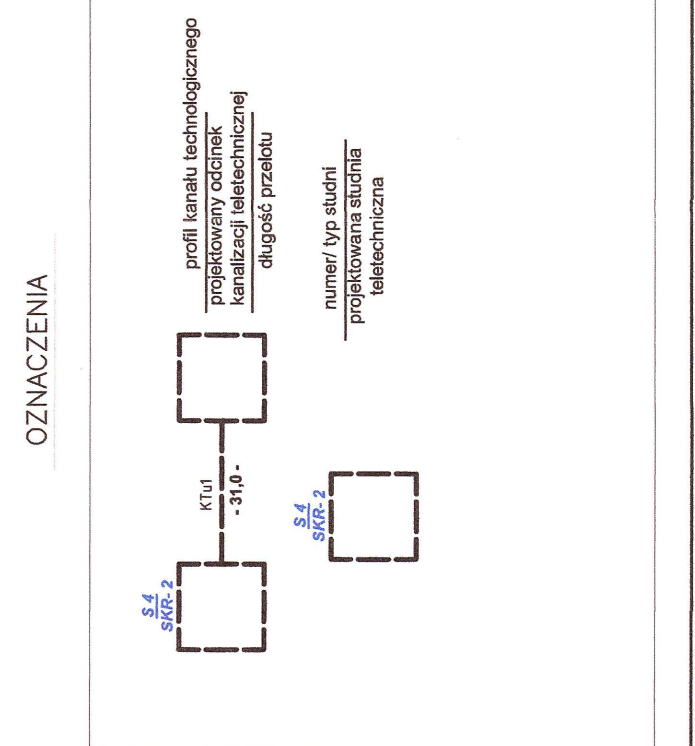 OZNACZENIA
S 4
SKR- 2
KTu1
- 31,0 -
profil kanału technologicznego
projektowany odcinek
kanalizacji teletechnicznej
długość przelotu
S 4
SKR- 2
numer/ typ studni
projektowana studnia
teletechniczna